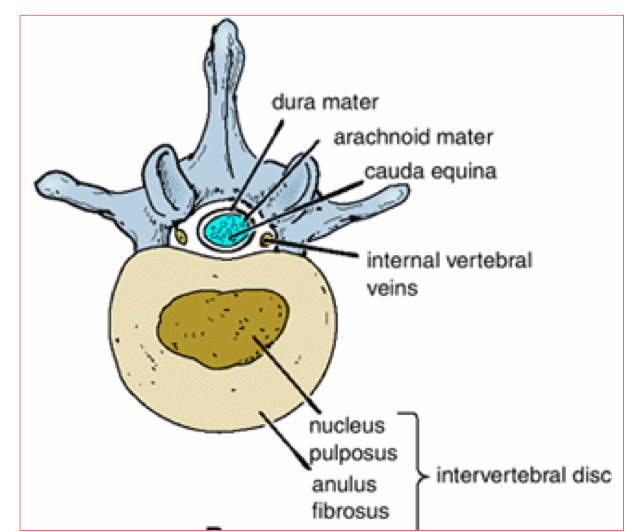 dura mater
arachnoid mater
cauda equina
internal vertebral
veins
nucleus
pulposus
anulus
fibrosus
intervertebral disc